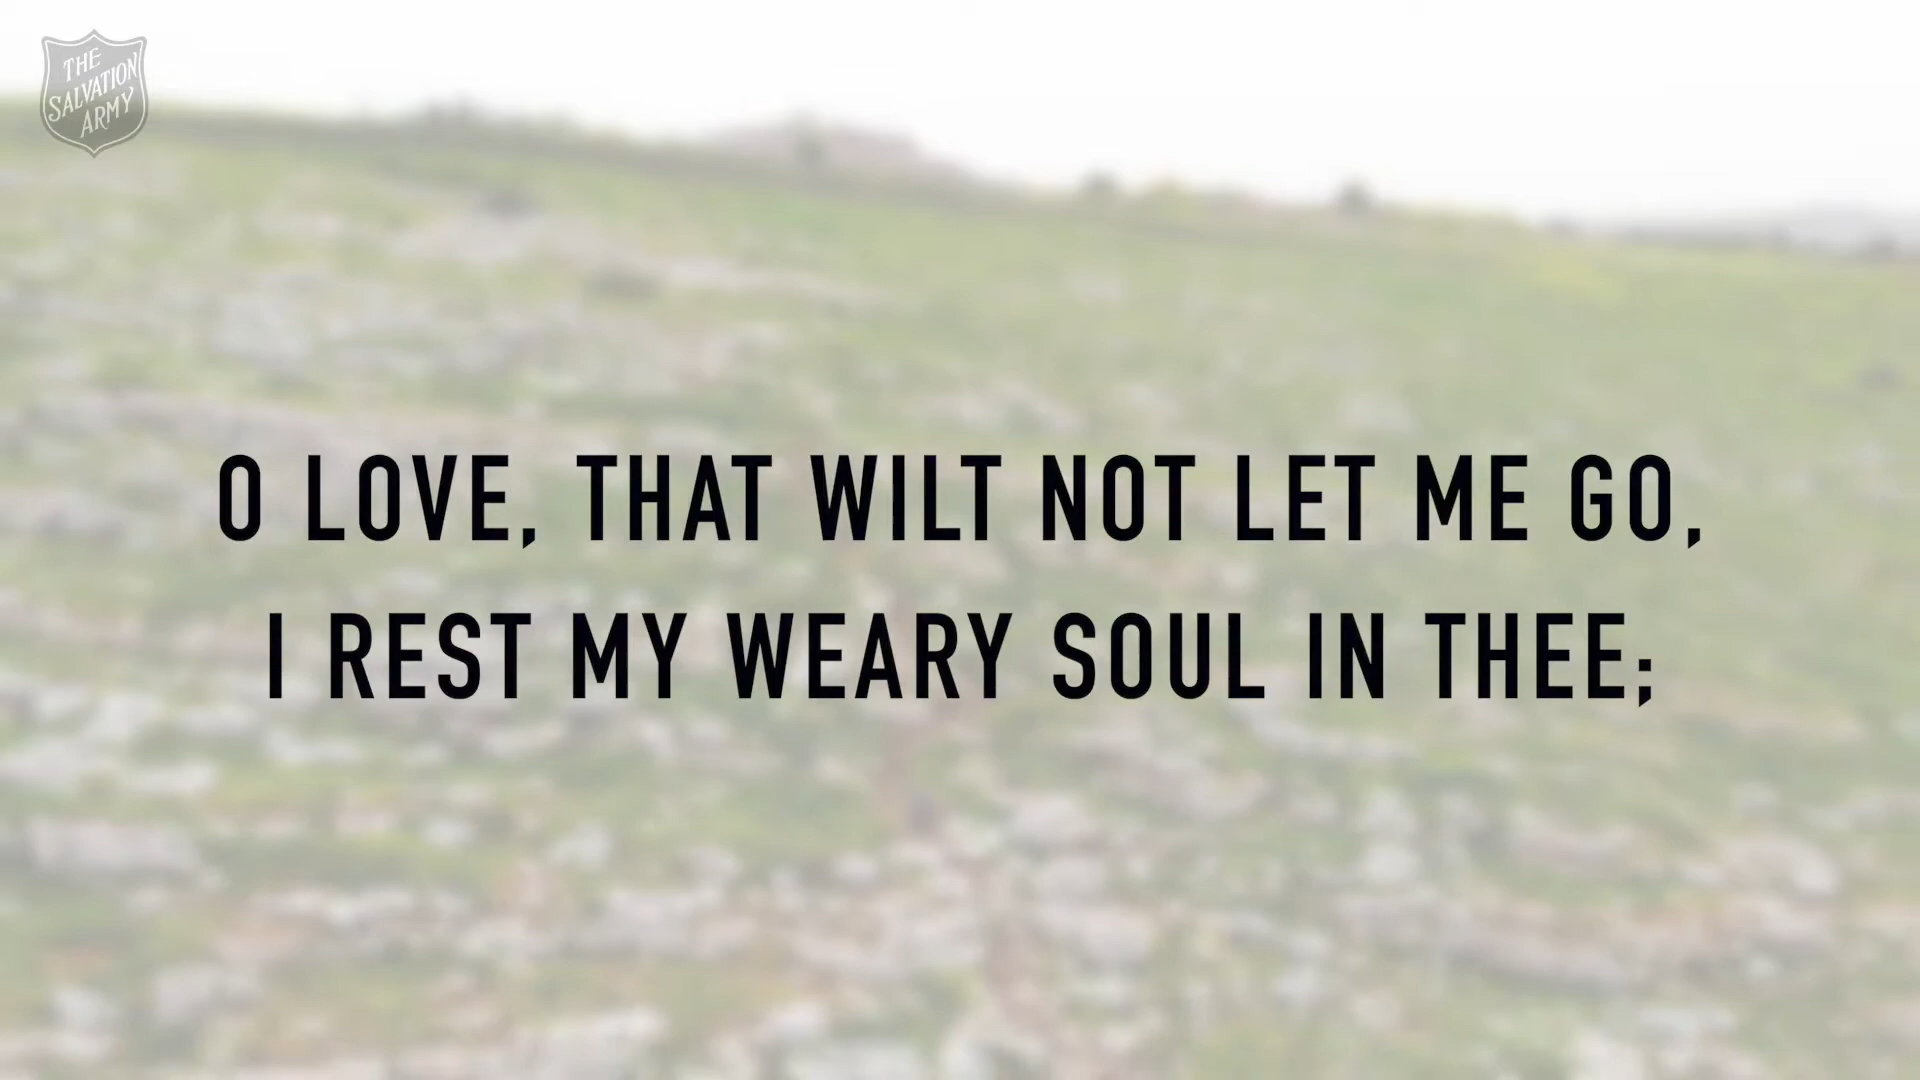 THE
SALVATION
ARMY
O LOVE, THAT WILT NOT LET ME GO,
I REST MY WEARY SOUL IN THEE;